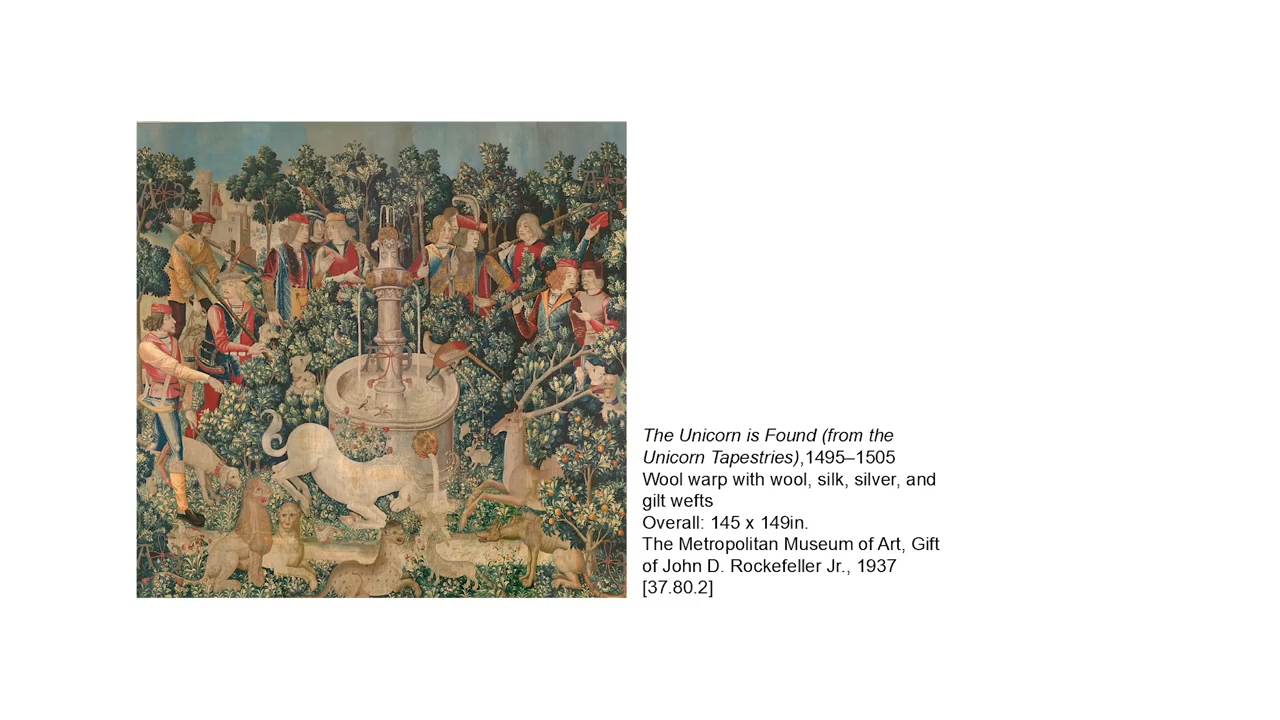 The Unicorn is Found (from the
Unicorn Tapestries),1495–1505
Wool warp with wool, silk, silver, and
gilt wefts
Overall: 145 x 149in.
The Metropolitan Museum of Art, Gift
of John D. Rockefeller Jr., 1937
[37.80.2]